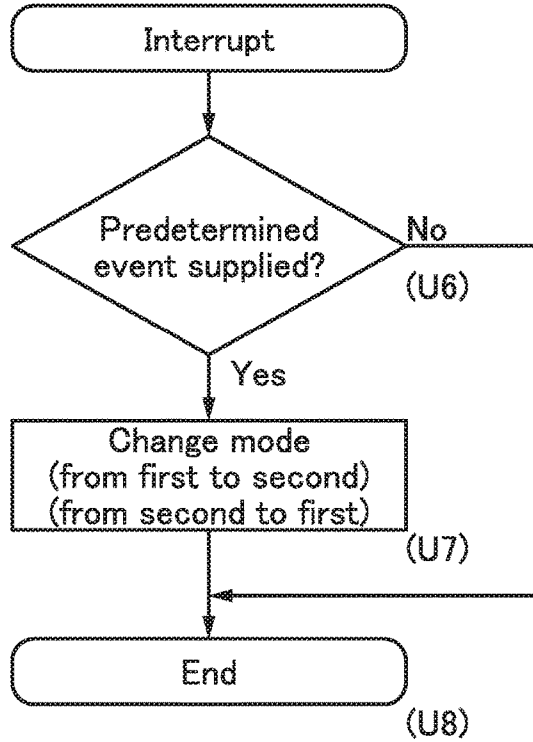 Interrupt
Predetermined
event supplied?
No
(U6)
Yes
Change mode
(from first to second)
(from second to first)
(U7)
End
(U8)